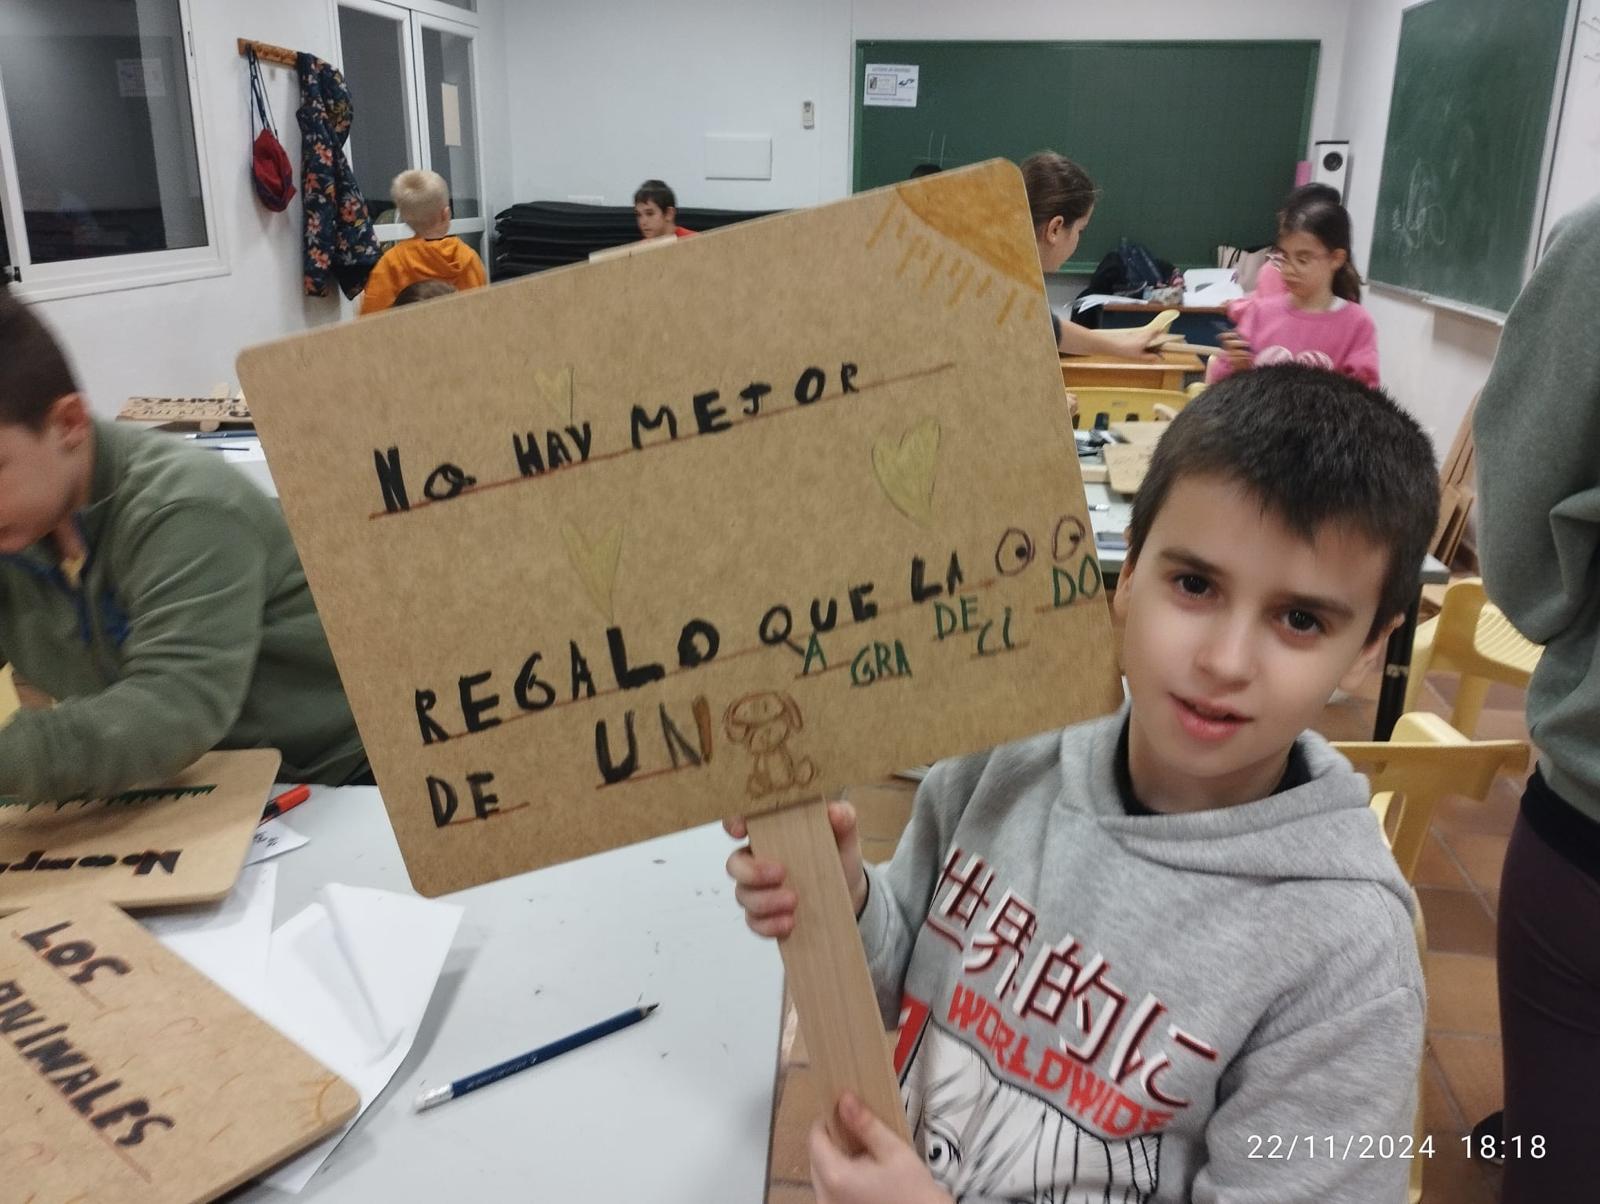 No HAY MEJOR
REGALO QUE LA
A GRA DE CI DO
DE UN
LOS
ANIMALES
世界的に
WORLDWIDE
22/11/2024 18:18